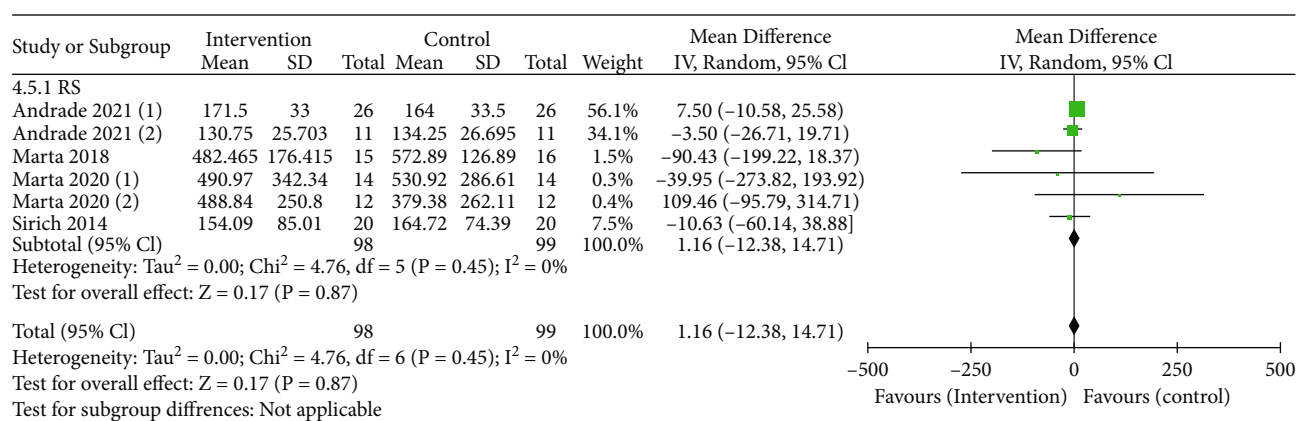 Study or Subgroup Intervention Control Mean Difference Mean Difference
Mean SD Total Mean SD Total Weight IV, Random, 95% Cl IV, Random, 95% Cl
4.5.1 RS
Andrade 2021 (1) 171.5 33 26 164 33.5 26 56.1% 7.50 (−10.58, 25.58)
Andrade 2021 (2) 130.75 25.703 11 134.25 26.695 11 34.1% −3.50 (−26.71, 19.71)
Marta 2018 482.465 176.415 15 572.89 126.89 16 1.5% −90.43 (−199.22, 18.37)
Marta 2020 (1) 490.97 342.34 14 530.92 286.61 14 0.3% −39.95 (−273.82, 193.92)
Marta 2020 (2) 488.84 250.8 12 379.38 262.11 12 0.4% 109.46 (−95.79, 314.71)
Sirich 2014 154.09 85.01 20 164.72 74.39 20 7.5% −10.63 (−60.14, 38.88]
Subtotal (95% Cl) 98 99 100.0% 1.16 (−12.38, 14.71)
Heterogeneity: Tau² = 0.00; Chi² = 4.76, df = 5 (P = 0.45); I² = 0%
Test for overall effect: Z = 0.17 (P = 0.87)
Total (95% Cl) 98 99 100.0% 1.16 (−12.38, 14.71)
Heterogeneity: Tau² = 0.00; Chi² = 4.76, df = 6 (P = 0.45); I² = 0%
Test for overall effect: Z = 0.17 (P = 0.87)
Test for subgroup diffrences: Not applicable
−500 −250 0 250 500
Favours (Intervention) Favours (control)